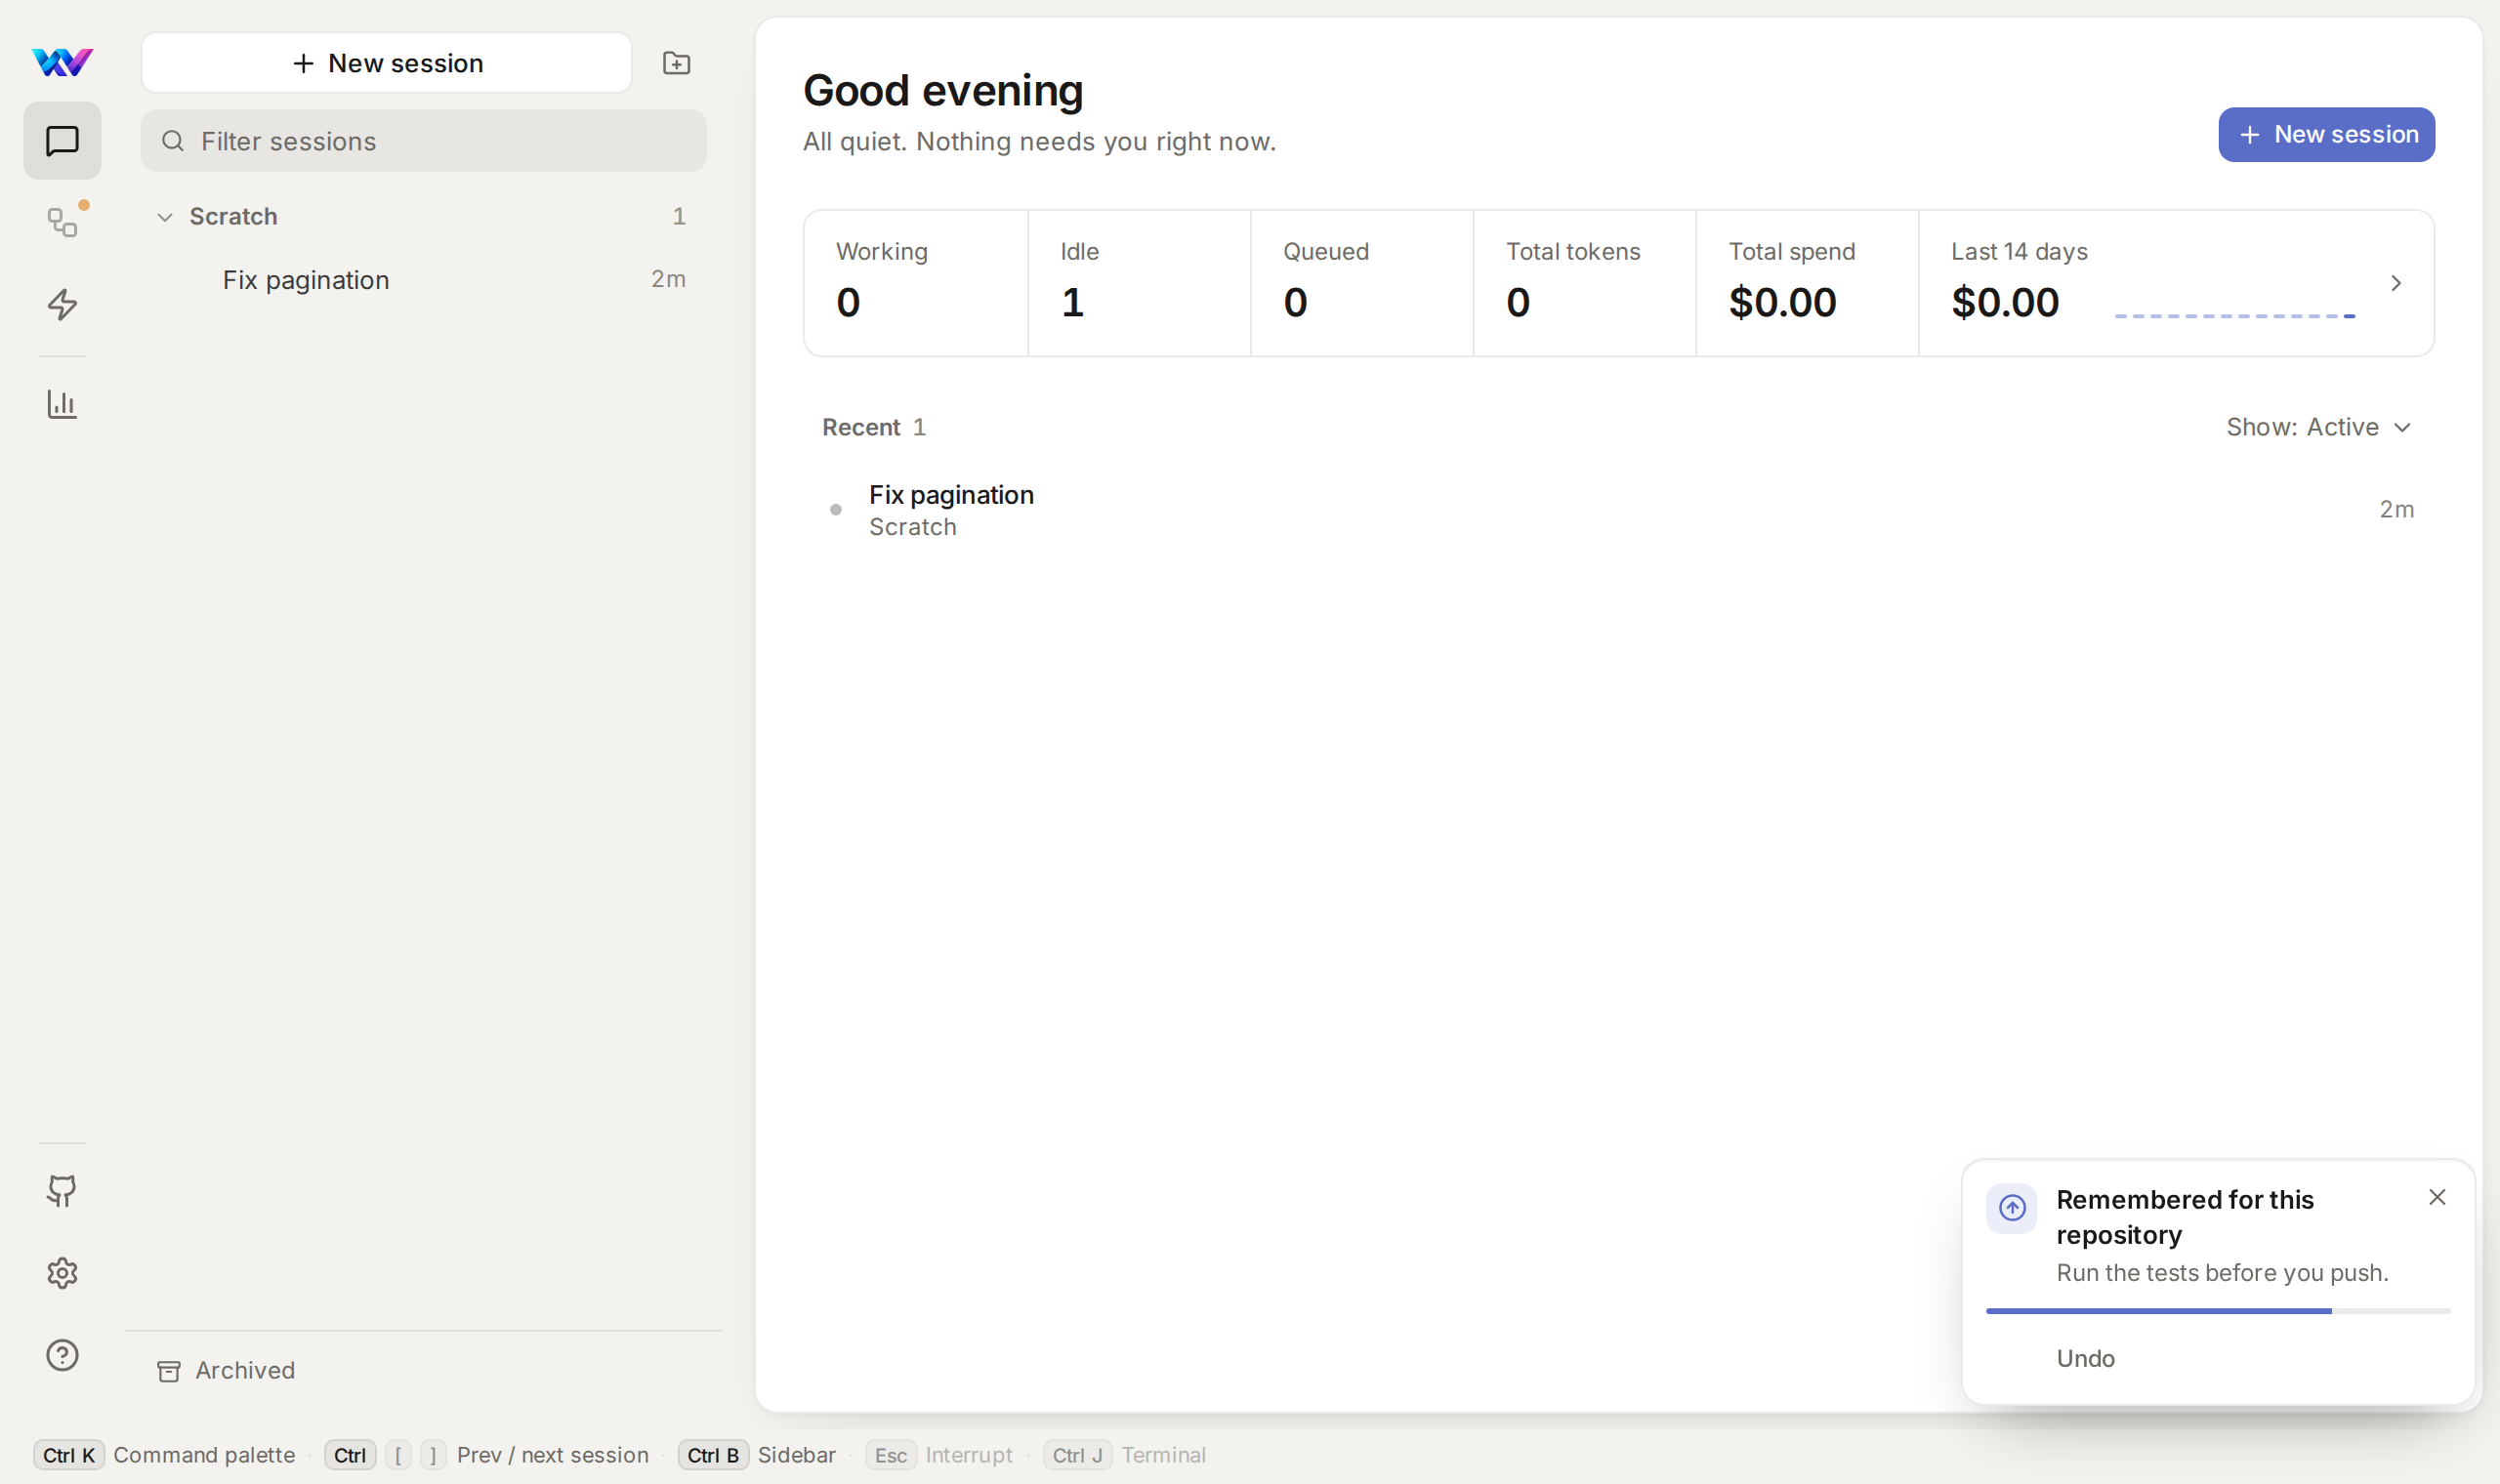 New session
Filter sessions
Scratch 1
Fix pagination 2m
Archived
Good evening
All quiet. Nothing needs you right now.
New session
Working
0
Idle
1
Queued
0
Total tokens
0
Total spend
$0.00
Last 14 days
$0.00
Recent 1
Show: Active
Fix pagination
Scratch
2m
Remembered for this
repository
Run the tests before you push.
Undo
Ctrl K Command palette · Ctrl [ ] Prev / next session · Ctrl B Sidebar · Esc Interrupt · Ctrl J Terminal